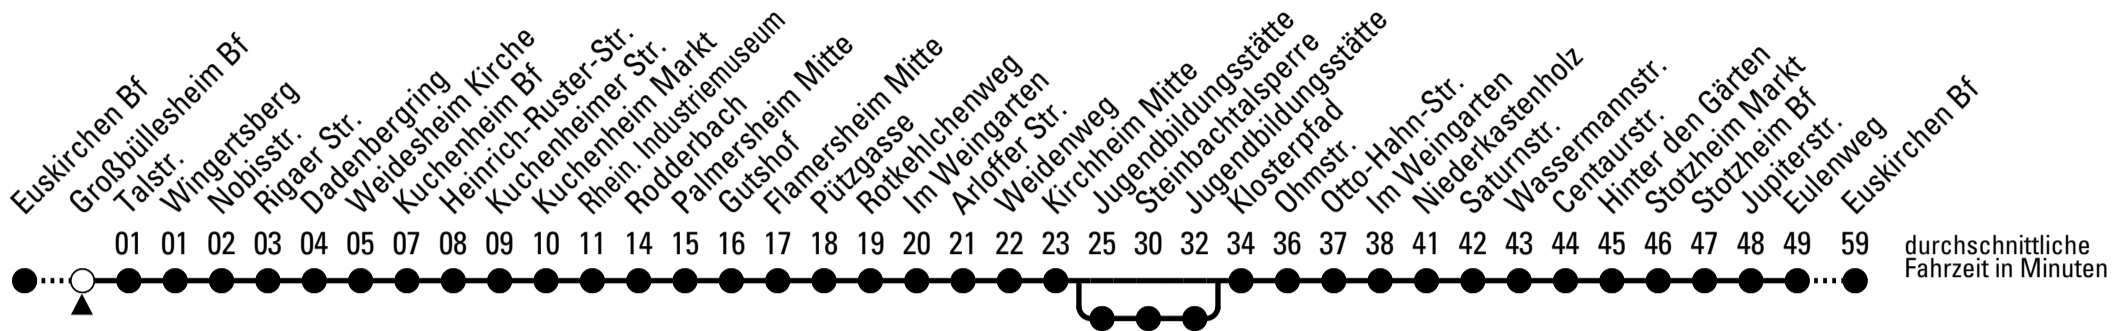 Euskirchen Bf
Großbüllesheim Bf
Talstr.
Wingertsberg
Nobisstr.
Rigaer Str.
Dadenbergring
Weidesheim Kirche
Kuchenheim Bf
Heinrich-Ruster-Str.
Kuchenheimer Str.
Kuchenheim Markt
Rhein. Industriemuseum
Rodderbach
Palmersheim Mitte
Gutshof
Flamersheim Mitte
Pützgasse
Rotkehlchenweg
Im Weingarten
Arloffer Str.
Weidenweg
Kirchheim Mitte
Jugendbildungsstätte
Steinbachtalsperre
Jugendbildungsstätte
Klosterpfad
Ohmstr.
Otto-Hahn-Str.
Im Weingarten
Niederkastenholz
Saturnstr.
Wassermannstr.
Centaurstr.
Hinter den Gärten
Stotzheim Markt
Stotzheim Bf
Jupiterstr.
Eulenweg
Euskirchen Bf
01 01 02 03 04 05 07 08 09 10 11 14 15 16 17 18 19 20 21 22 23 25 30 32 34 36 37 38 41 42 43 44 45 46 47 48 49 59
durchschnittliche
Fahrzeit in Minuten